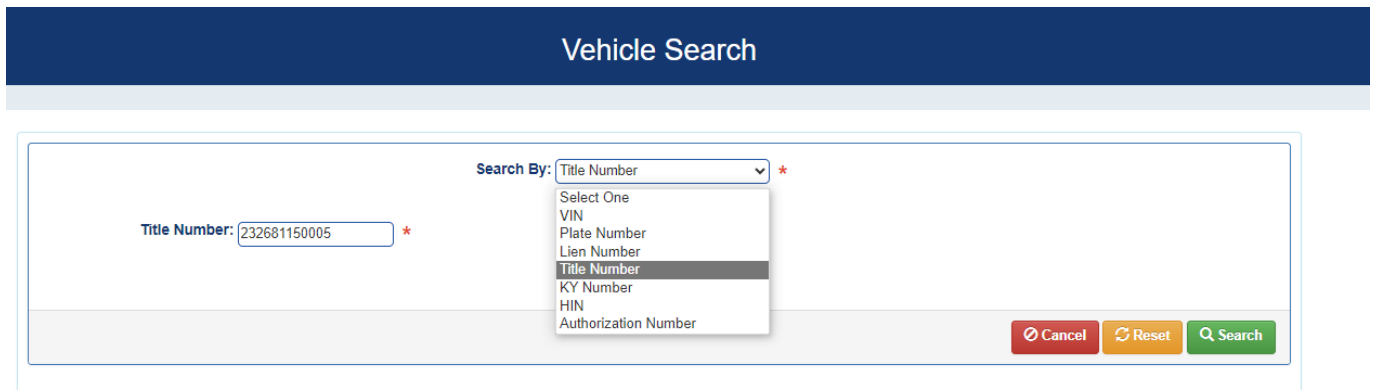 Vehicle Search
Search By: Title Number *
Select One
VIN
Plate Number
Title Number: 232681150005 *
Lien Number
Title Number
KY Number
HIN
Authorization Number
Cancel Reset Search